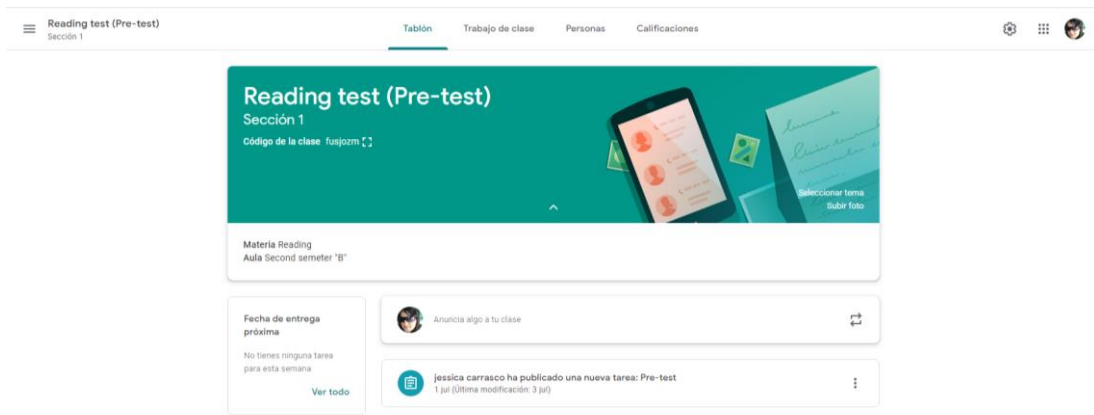 Reading test (Pre-test)
Sección 1
Tablón
Trabajo de clase
Personas
Calificaciones
Reading test (Pre-test)
Sección 1
Código de la clase fusjozm
Seleccionar tema
Subir foto
Materia Reading
Aula Second semeter "B"
Fecha de entrega
próxima
No tienes ninguna tarea
para esta semana
Ver todo
Anuncia algo a tu clase
jessica carrasco ha publicado una nueva tarea: Pre-test
1 jul (Última modificación: 3 jul)